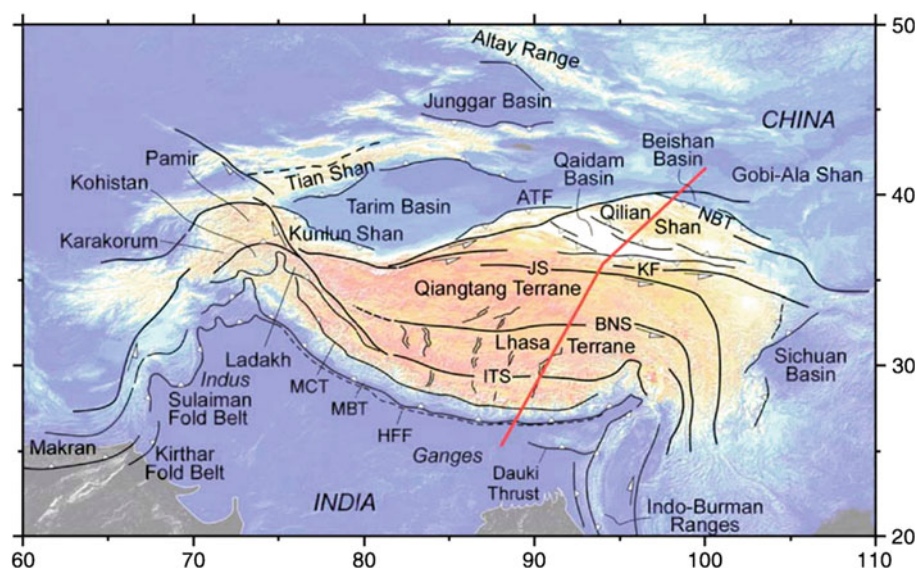 50
Altay Range
Junggar Basin
CHINA
Beishan
Basin
Pamir
Qaidam
Basin
Gobi-Ala Shan
Kohistan
Tian Shan
40
40
Tarim Basin
ATF
Qilian
Shan
NBT
Karakorum
Kunlun Shan
JS
KF
Qiangtang Terrane
BNS
Lhasa
Terrane
30
30
Ladakh
ITS
Sichuan
Basin
Indus
MCT
Sulaiman
Fold Belt
MBT
HFF
Makran
Kirthar
Fold Belt
Ganges
Dauki
Thrust
INDIA
Indo-Burman
Ranges
20
60
70
80
90
100
110